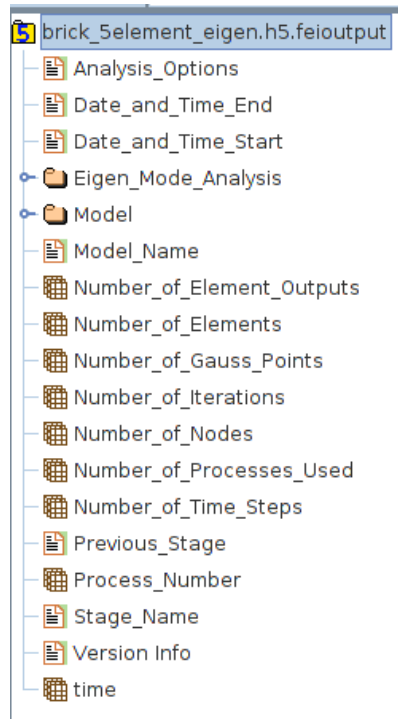 5 brick_5element_eigen.h5.feioutput
Analysis_Options
Date_and_Time_End
Date_and_Time_Start
Eigen_Mode_Analysis
Model
Model_Name
Number_of_Element_Outputs
Number_of_Elements
Number_of_Gauss_Points
Number_of_Iterations
Number_of_Nodes
Number_of_Processes_Used
Number_of_Time_Steps
Previous_Stage
Process_Number
Stage_Name
Version Info
time